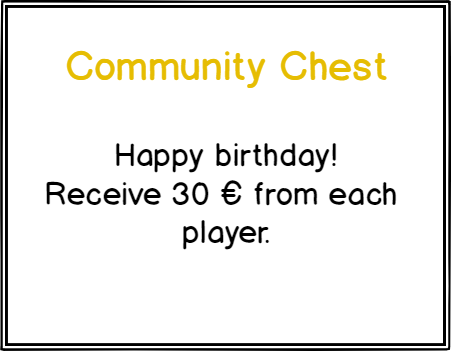 Community Chest
Happy birthday!
Receive 30 € from each
player.